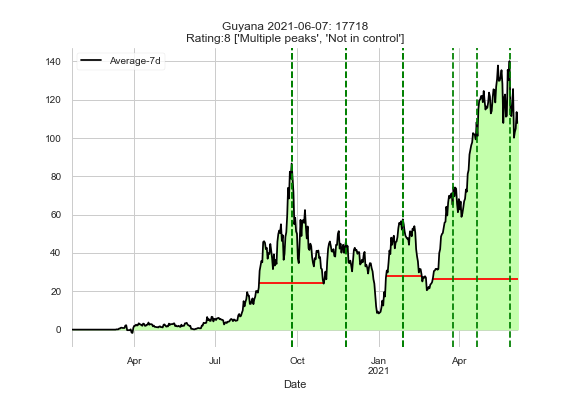 Guyana 2021-06-07: 17718
Rating:8 ['Multiple peaks', 'Not in control']
Average-7d
140
120
100
80
60
40
20
0
Apr
Jul
Oct
Jan
2021
Apr
Date